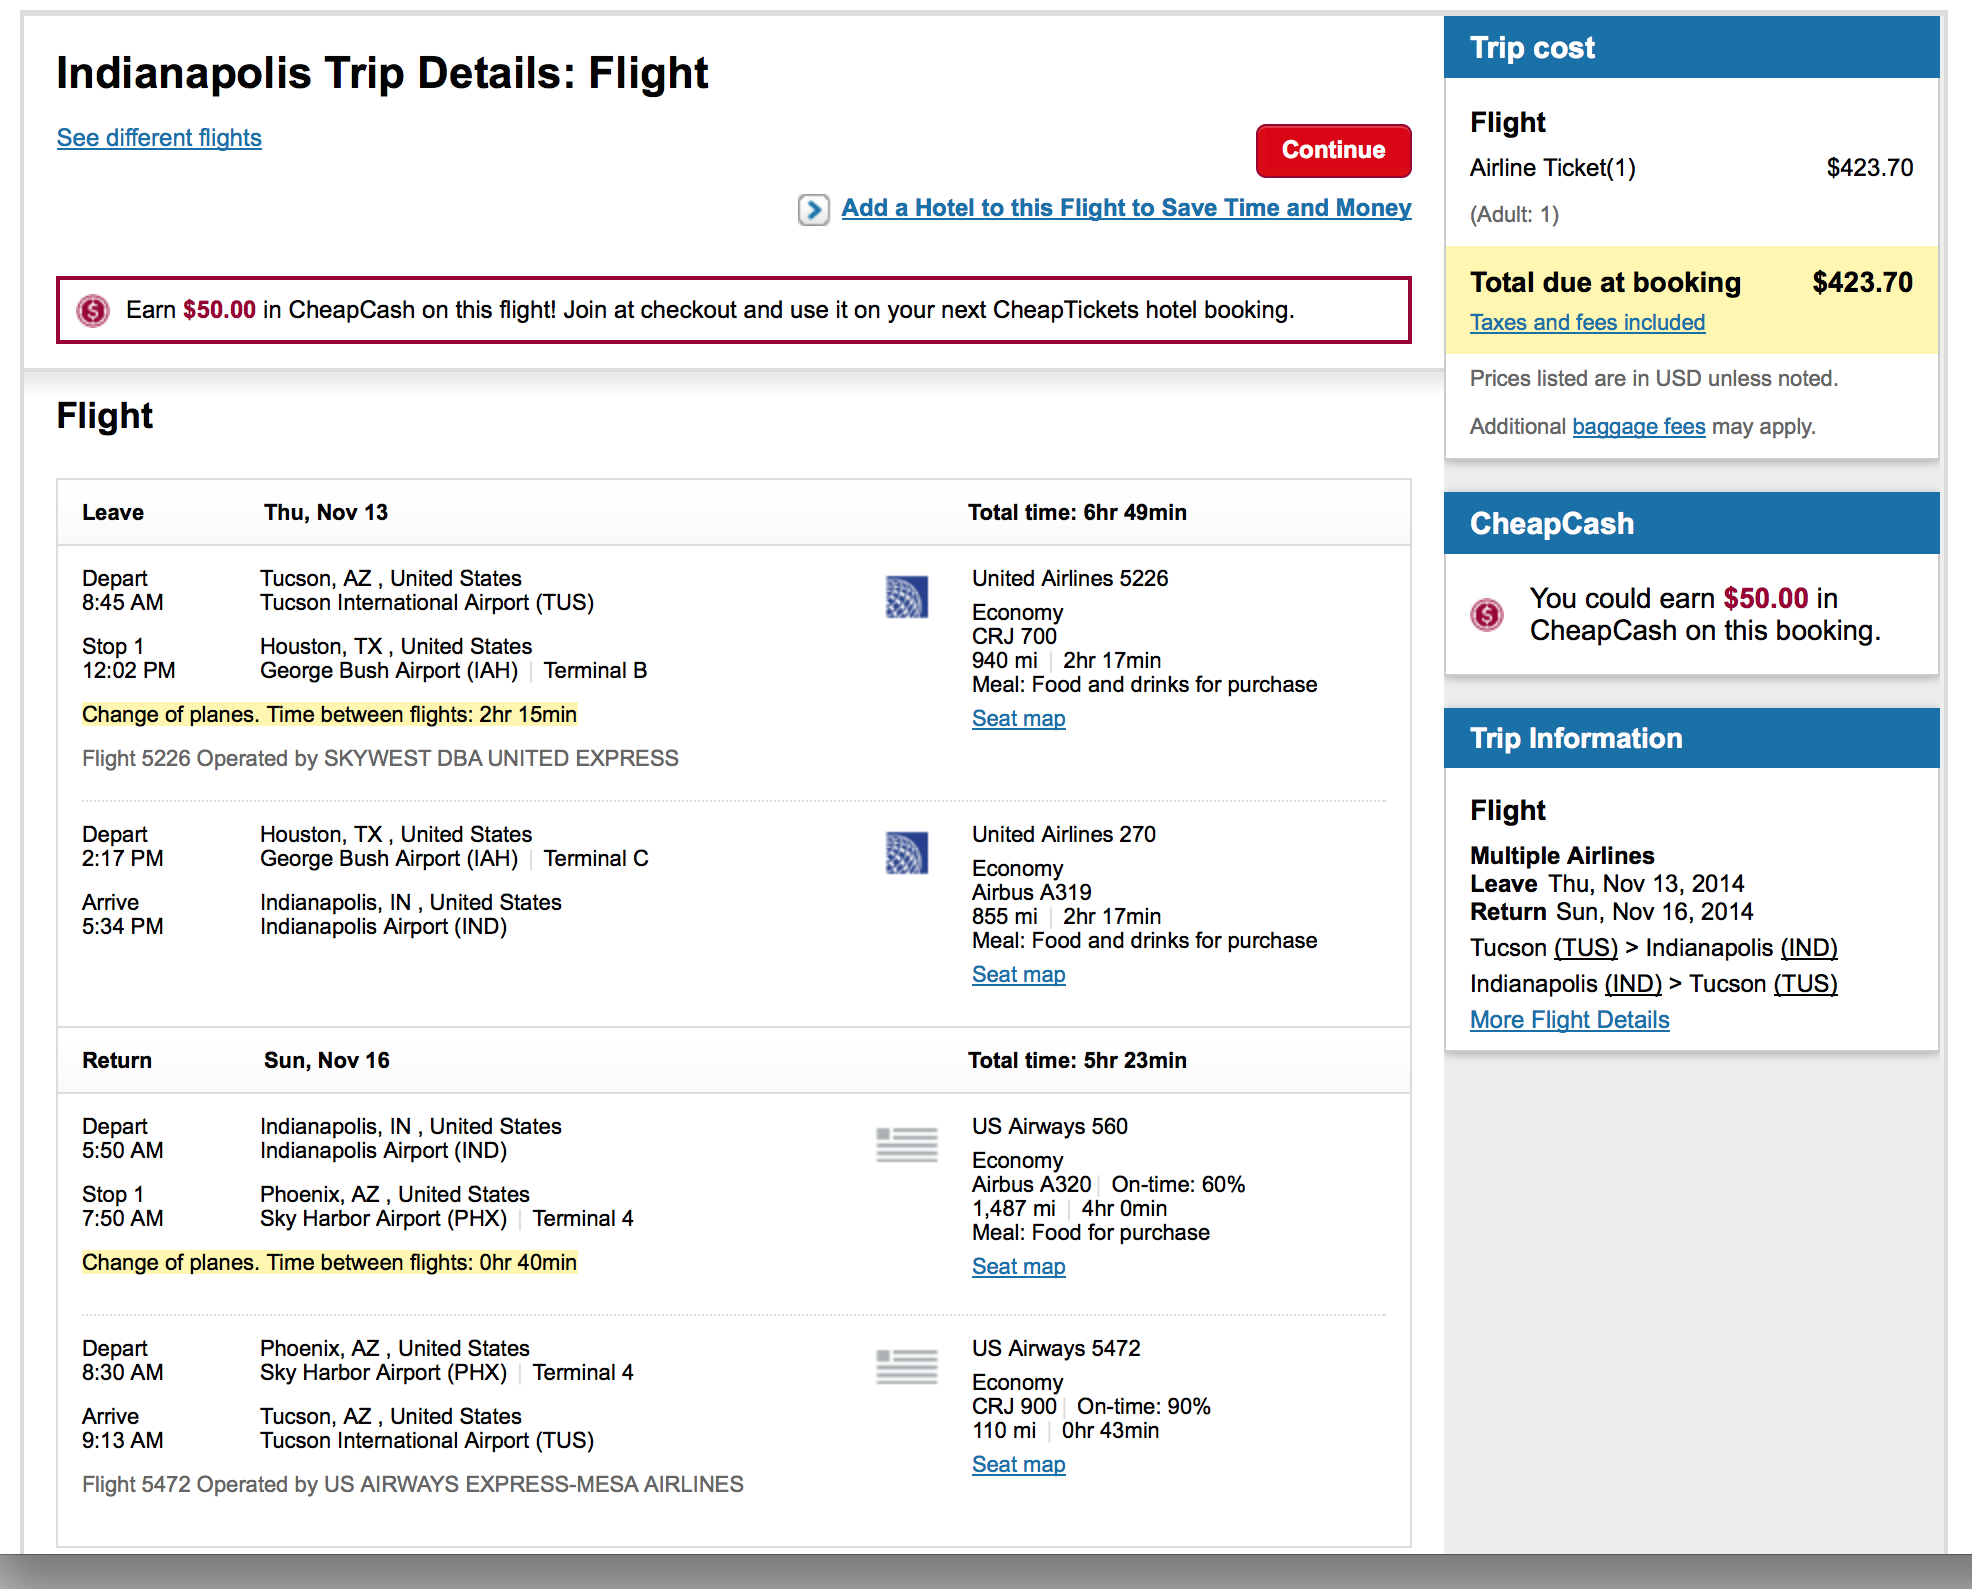 Indianapolis Trip Details: Flight
See different flights
Continue
Add a Hotel to this Flight to Save Time and Money
Earn $50.00 in CheapCash on this flight! Join at checkout and use it on your next CheapTickets hotel booking.
Flight
Leave Thu, Nov 13 Total time: 6hr 49min
Depart Tucson, AZ , United States
8:45 AM Tucson International Airport (TUS)
Stop 1 Houston, TX , United States
12:02 PM George Bush Airport (IAH) | Terminal B
Change of planes. Time between flights: 2hr 15min
Flight 5226 Operated by SKYWEST DBA UNITED EXPRESS
United Airlines 5226
Economy
CRJ 700
940 mi | 2hr 17min
Meal: Food and drinks for purchase
Seat map
Depart Houston, TX , United States
2:17 PM George Bush Airport (IAH) | Terminal C
Arrive Indianapolis, IN , United States
5:34 PM Indianapolis Airport (IND)
United Airlines 270
Economy
Airbus A319
855 mi | 2hr 17min
Meal: Food and drinks for purchase
Seat map
Return Sun, Nov 16 Total time: 5hr 23min
Depart Indianapolis, IN , United States
5:50 AM Indianapolis Airport (IND)
Stop 1 Phoenix, AZ , United States
7:50 AM Sky Harbor Airport (PHX) | Terminal 4
Change of planes. Time between flights: 0hr 40min
US Airways 560
Economy
Airbus A320 | On-time: 60%
1,487 mi | 4hr 0min
Meal: Food for purchase
Seat map
Depart Phoenix, AZ , United States
8:30 AM Sky Harbor Airport (PHX) | Terminal 4
Arrive Tucson, AZ , United States
9:13 AM Tucson International Airport (TUS)
Flight 5472 Operated by US AIRWAYS EXPRESS-MESA AIRLINES
US Airways 5472
Economy
CRJ 900 | On-time: 90%
110 mi | 0hr 43min
Seat map
Trip cost
Flight
Airline Ticket(1) $423.70
(Adult: 1)
Total due at booking $423.70
Taxes and fees included
Prices listed are in USD unless noted.
Additional baggage fees may apply.
CheapCash
You could earn $50.00 in
CheapCash on this booking.
Trip Information
Flight
Multiple Airlines
Leave Thu, Nov 13, 2014
Return Sun, Nov 16, 2014
Tucson (TUS) > Indianapolis (IND)
Indianapolis (IND) > Tucson (TUS)
More Flight Details